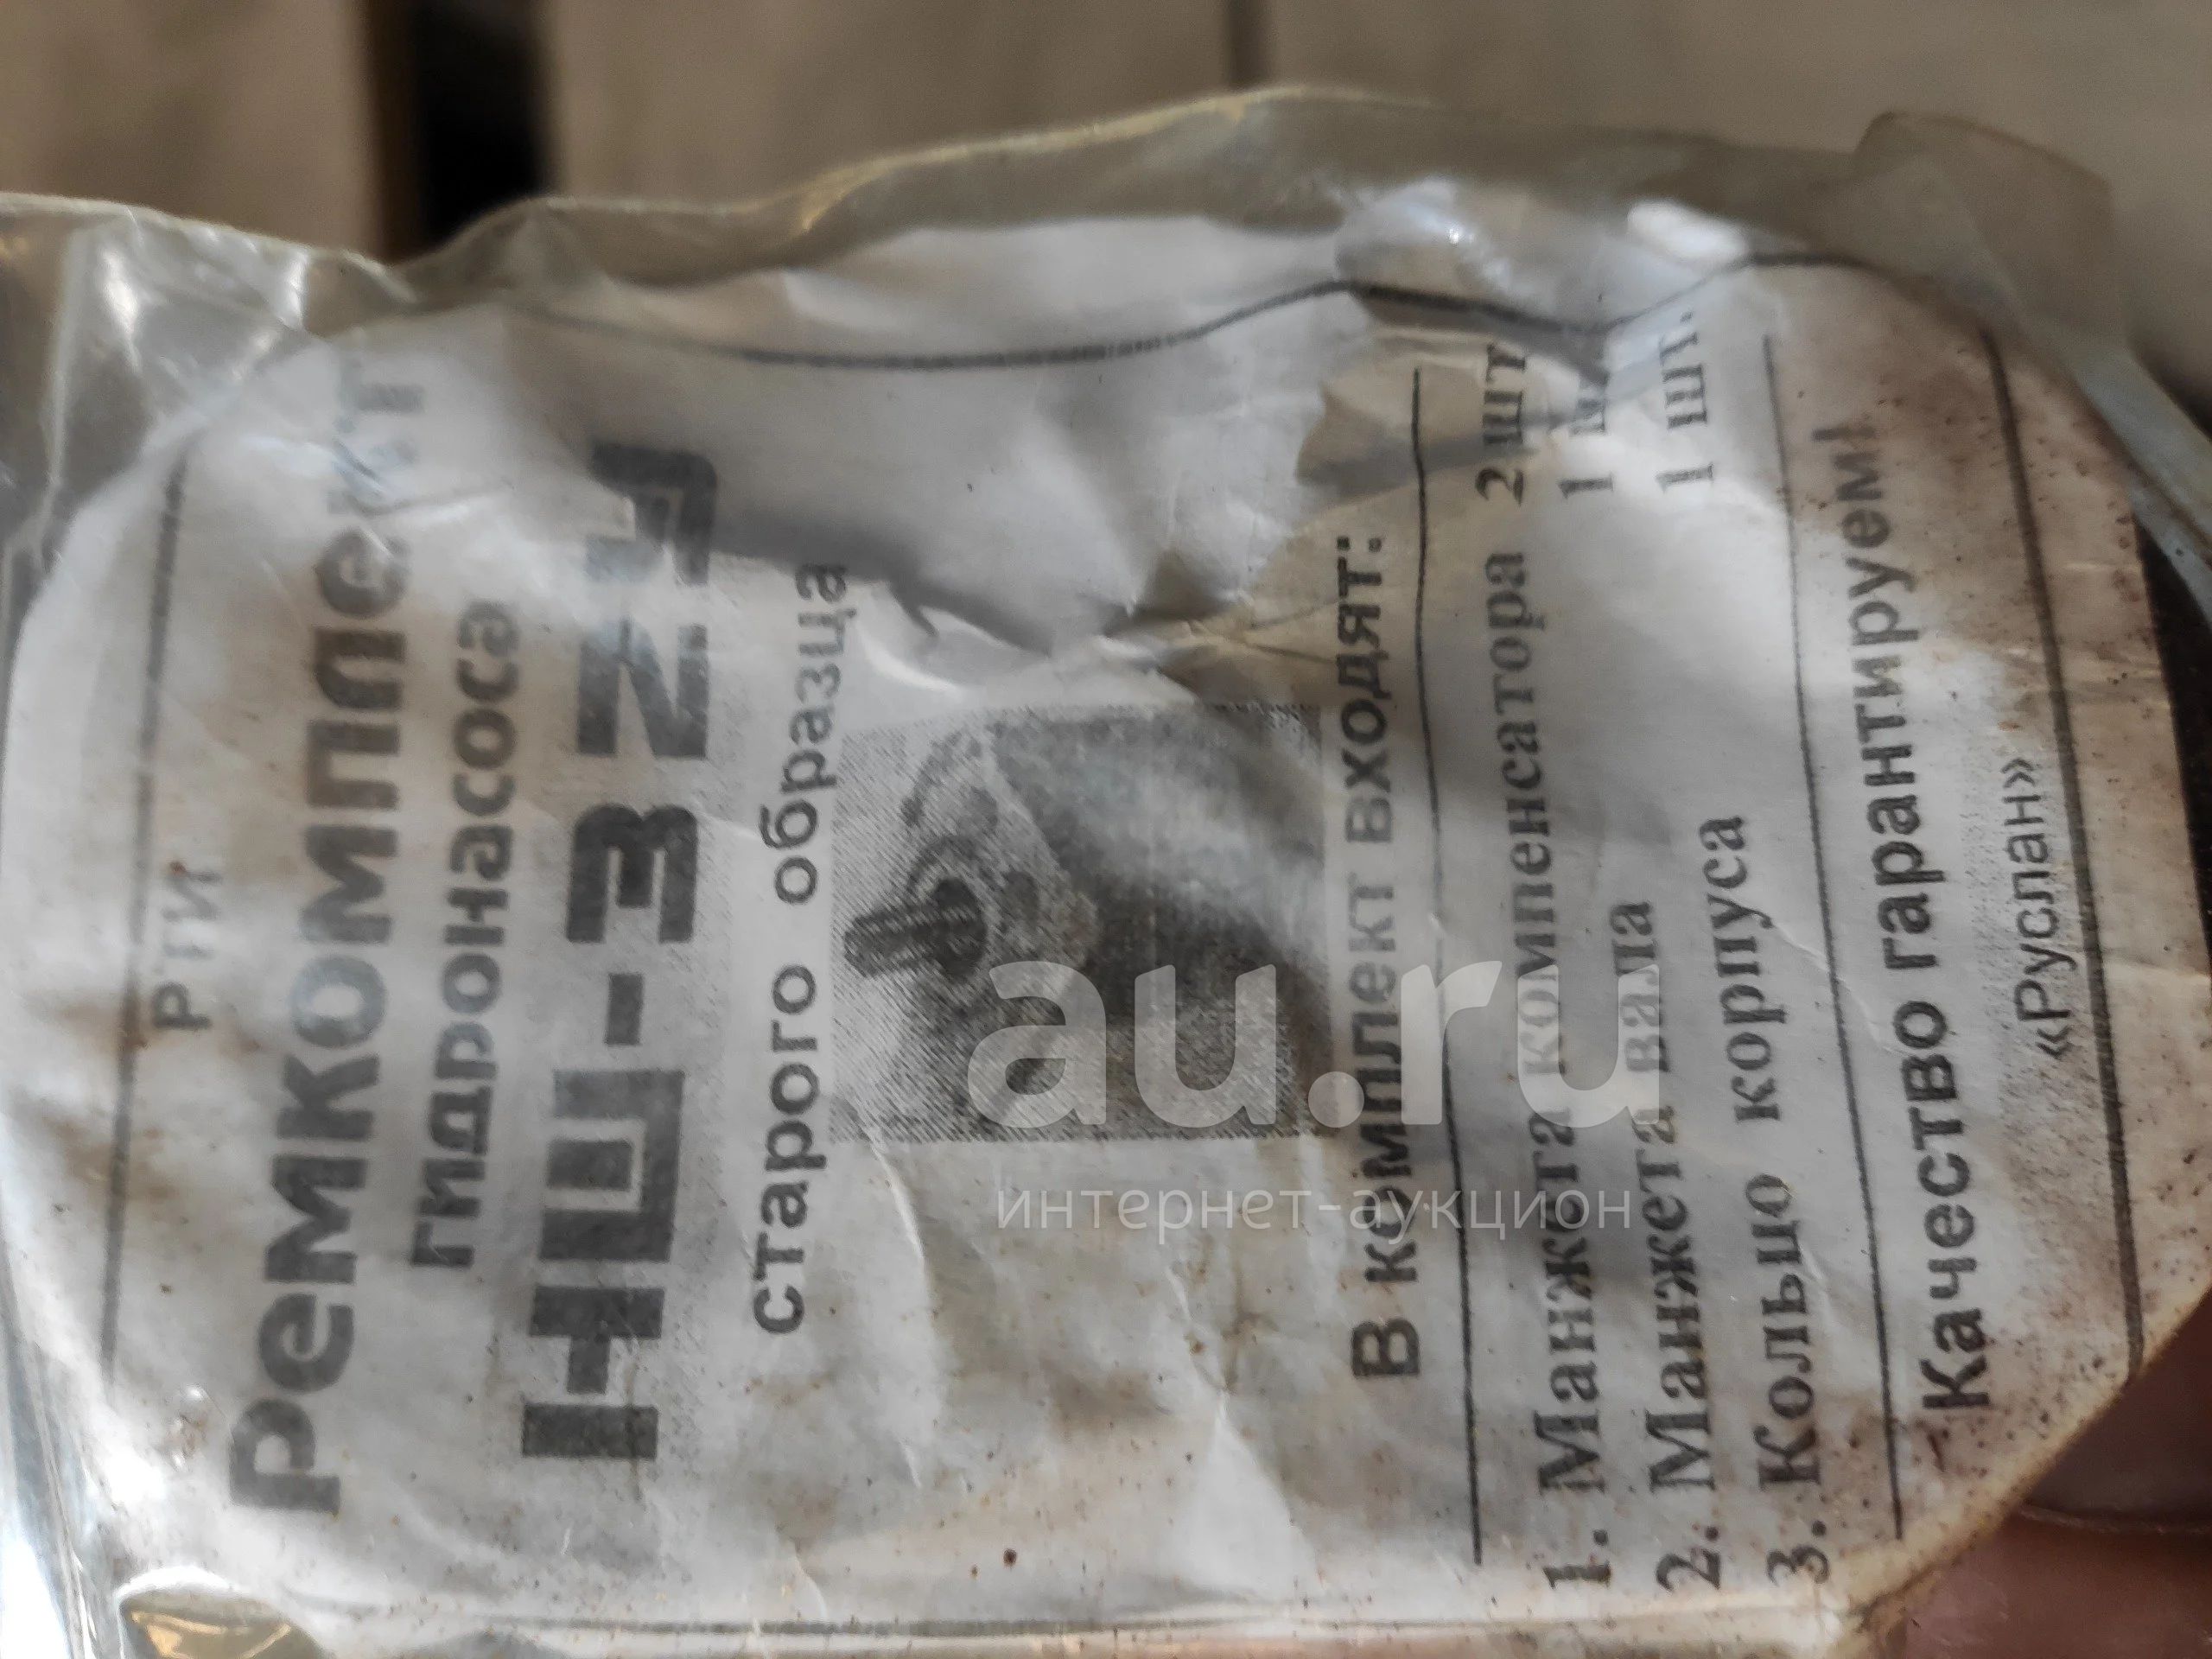 РТИ
Ремкомплект
гидронасоса
НШ-32
старого образца
В комплект входят:
1. Манжета компенсатора 2 шт
2. Манжета вала 1
3. Кольцо корпуса 1 шт.
Качество гарантируем!
«Руслан»
au.ru
интернет-аукцион